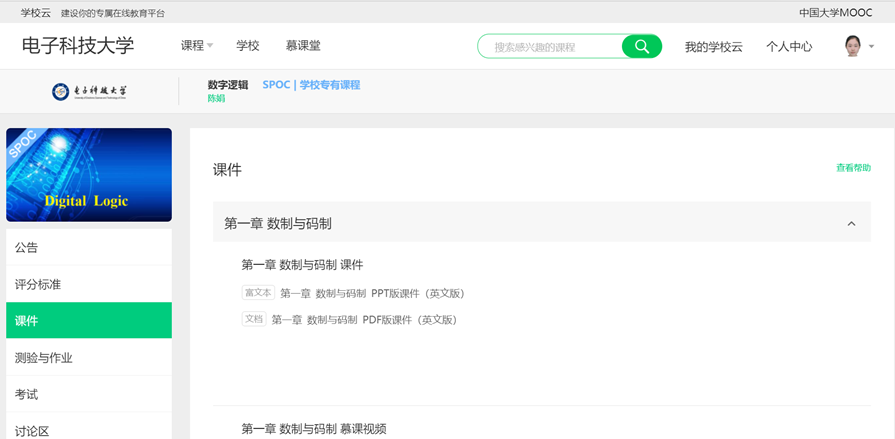 学校云 建设你的专属在线教育平台 中国大学MOOC
电子科技大学 课程 学校 慕课堂 搜索感兴趣的课程 我的学校云 个人中心
电子科技大学 数字逻辑 SPOC | 学校专有课程
陈娟
SPOC
Digital Logic
课件 查看帮助
第一章 数制与码制
公告
评分标准
课件
测验与作业
考试
讨论区
第一章 数制与码制 课件
富文本 第一章 数制与码制 PPT版课件（英文版）
文档 第一章 数制与码制 PDF版课件（英文版）
第一章 数制与码制 慕课视频